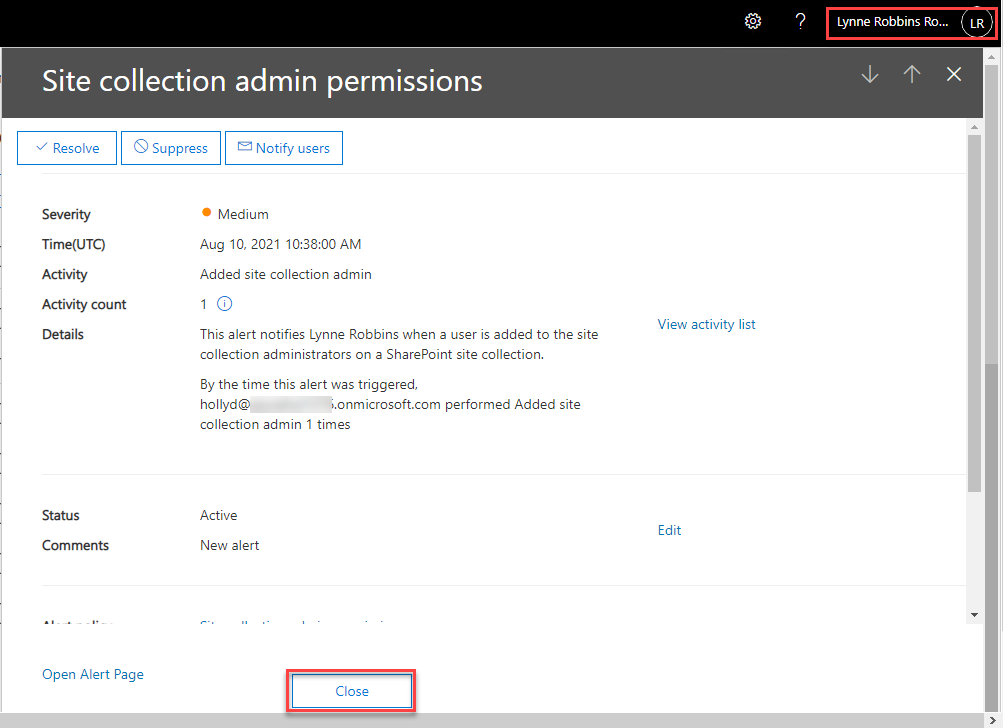 ? Lynne Robbins Ro... LR
Site collection admin permissions
Resolve Suppress Notify users
Severity Medium
Time(UTC) Aug 10, 2021 10:38:00 AM
Activity Added site collection admin
Activity count 1
Details This alert notifies Lynne Robbins when a user is added to the site
View activity list
collection administrators on a SharePoint site collection.
By the time this alert was triggered,
hollyd@ .onmicrosoft.com performed Added site
collection admin 1 times
Status Active
Edit
Comments New alert
Open Alert Page
Close